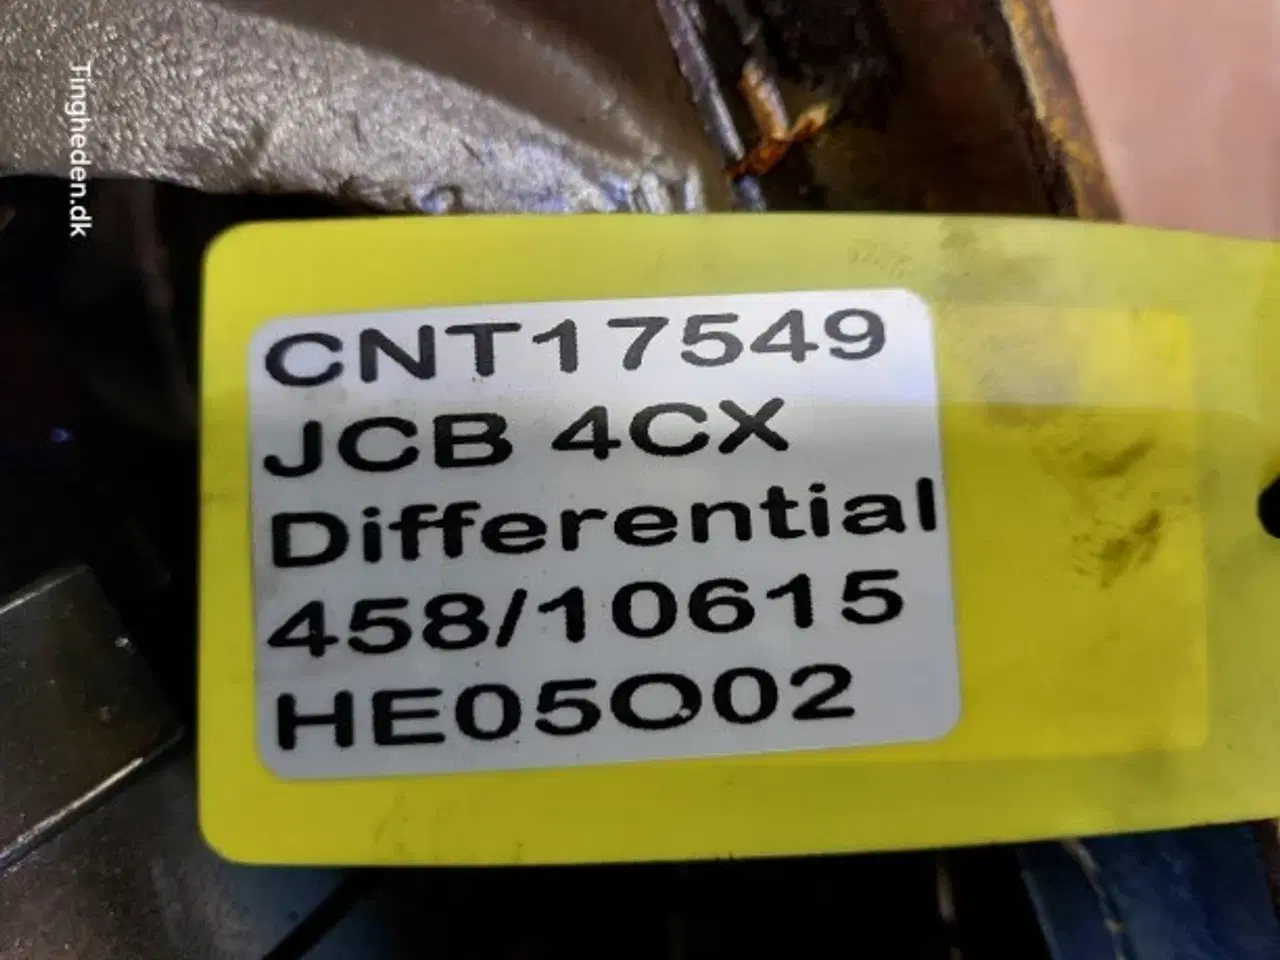 Tingheden.dk
CNT17549
JCB 4CX
Differential
458/10615
HE05O02